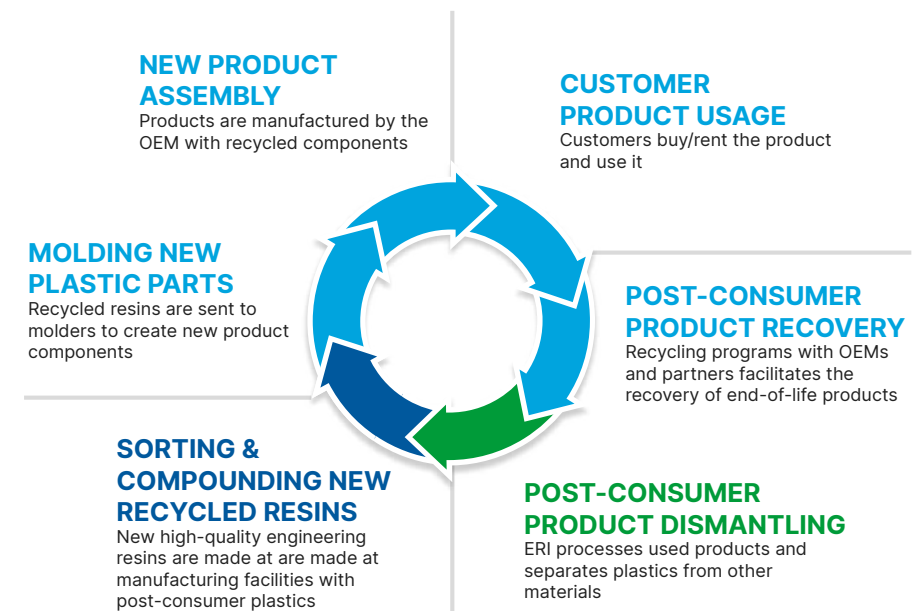 NEW PRODUCT
ASSEMBLY
Products are manufactured by the
OEM with recycled components
CUSTOMER
PRODUCT USAGE
Customers buy/rent the product
and use it
POST-CONSUMER
PRODUCT RECOVERY
Recycling programs with OEMs
and partners facilitates the
recovery of end-of-life products
POST-CONSUMER
PRODUCT DISMANTLING
ERI processes used products and
separates plastics from other
materials
SORTING &
COMPOUNDING NEW
RECYCLED RESINS
New high-quality engineering
resins are made at are made at
manufacturing facilities with
post-consumer plastics
MOLDING NEW
PLASTIC PARTS
Recycled resins are sent to
molders to create new product
components